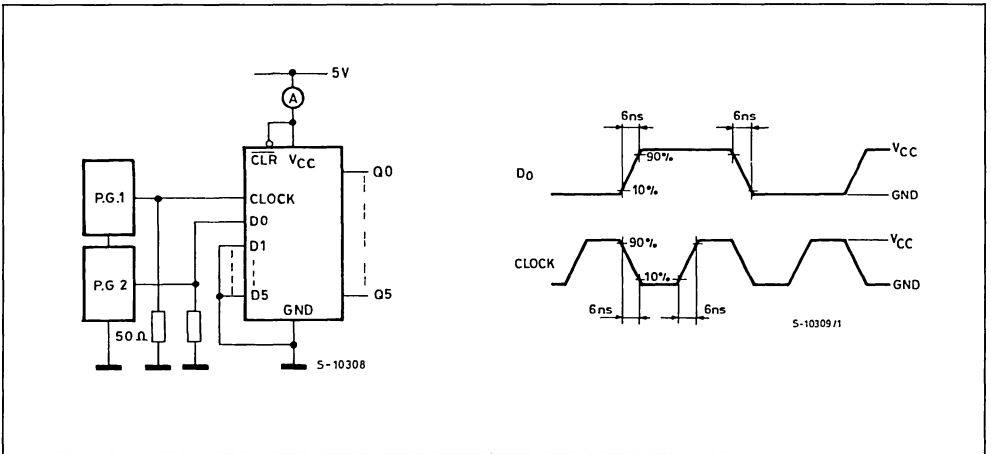 5V
A
CLR VCC
P.G.1
CLOCK
D0
D1
P.G 2
D5
GND
Q0
Q5
50Ω
S-10308
6ns 6ns
D0
90%
10%
VCC
GND
CLOCK
90%
10%
VCC
GND
6ns 6ns
S-10309/1